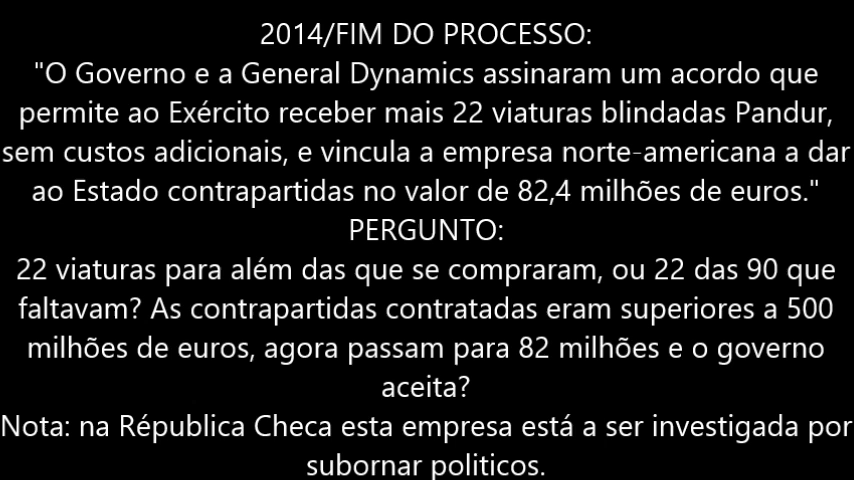 2014/FIM DO PROCESSO:
"O Governo e a General Dynamics assinaram um acordo que
permite ao Exército receber mais 22 viaturas blindadas Pandur,
sem custos adicionais, e vincula a empresa norte-americana a dar
ao Estado contrapartidas no valor de 82,4 milhões de euros."
PERGUNTO:
22 viaturas para além das que se compraram, ou 22 das 90 que
faltavam? As contrapartidas contratadas eram superiores a 500
milhões de euros, agora passam para 82 milhões e o governo
aceita?
Nota: na Répública Checa esta empresa está a ser investigada por
subornar politicos.